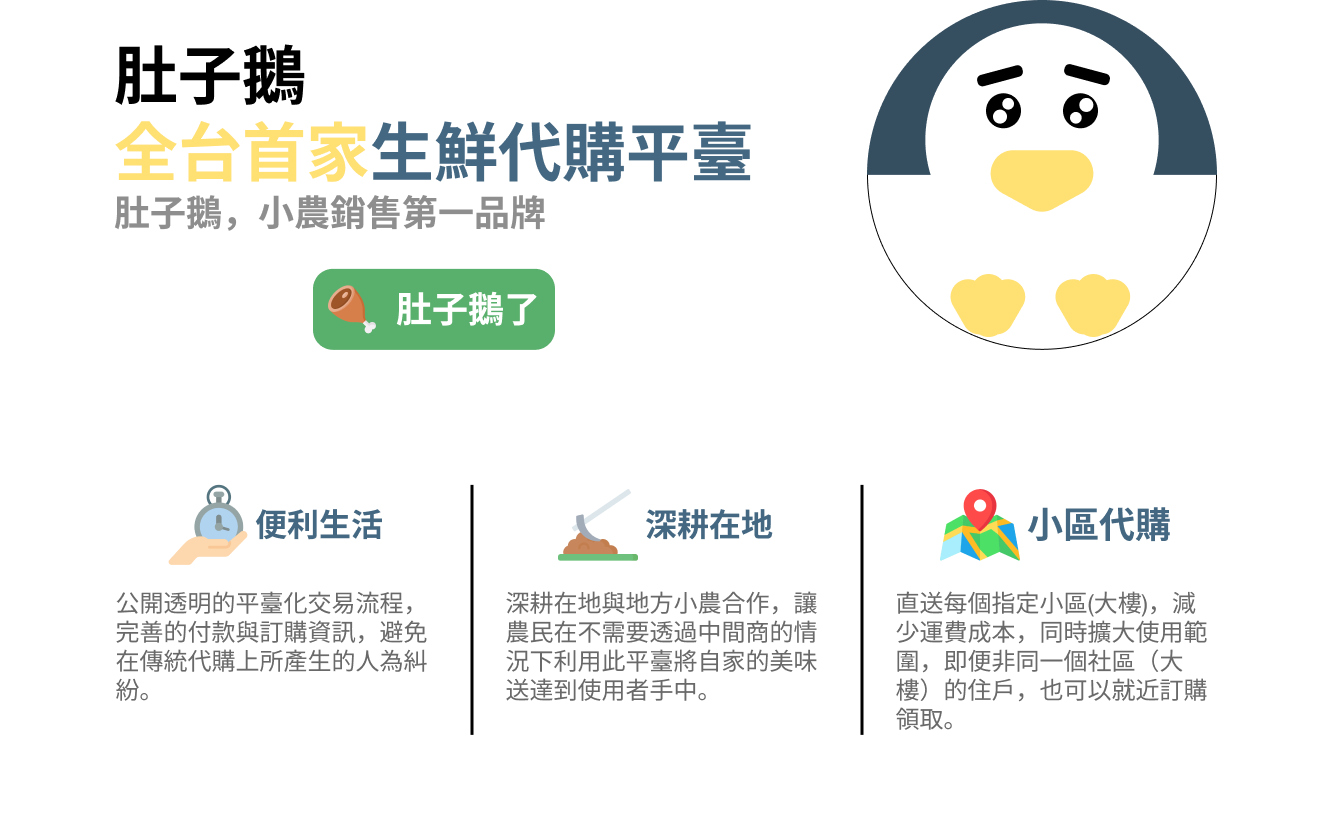 肚子鵝
全台首家生鮮代購平臺
肚子鵝，小農銷售第一品牌
肚子鵝了
便利生活
公開透明的平臺化交易流程，
完善的付款與訂購資訊，避免
在傳統代購上所產生的人為糾
紛。
深耕在地
深耕在地與地方小農合作，讓
農民在不需要透過中間商的情
況下利用此平臺將自家的美味
送達到使用者手中。
小區代購
直送每個指定小區(大樓)，減
少運費成本，同時擴大使用範
圍，即便非同一個社區（大
樓）的住戶，也可以就近訂購
領取。